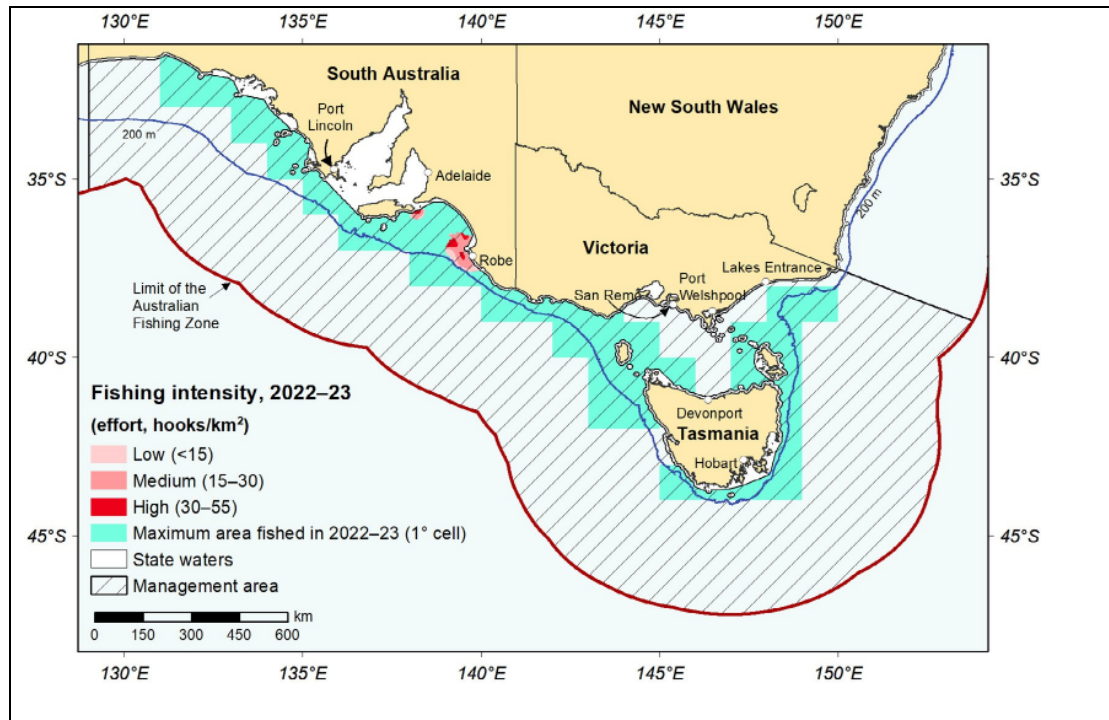 130°E 135°E 140°E 145°E 150°E
South Australia
New South Wales
Port
Lincoln
200 m
35°S
35°S
Adelaide
200 m
Victoria
Robe
Lakes Entrance
Port
Welshpool
San Remo
Limit of the
Australian
Fishing Zone
40°S
40°S
Devonport
Tasmania
Hobart
45°S
45°S
Fishing intensity, 2022–23
(effort, hooks/km²)
Low (<15)
Medium (15–30)
High (30–55)
Maximum area fished in 2022–23 (1° cell)
State waters
Management area
km
0 150 300 450 600
130°E 135°E 140°E 145°E 150°E